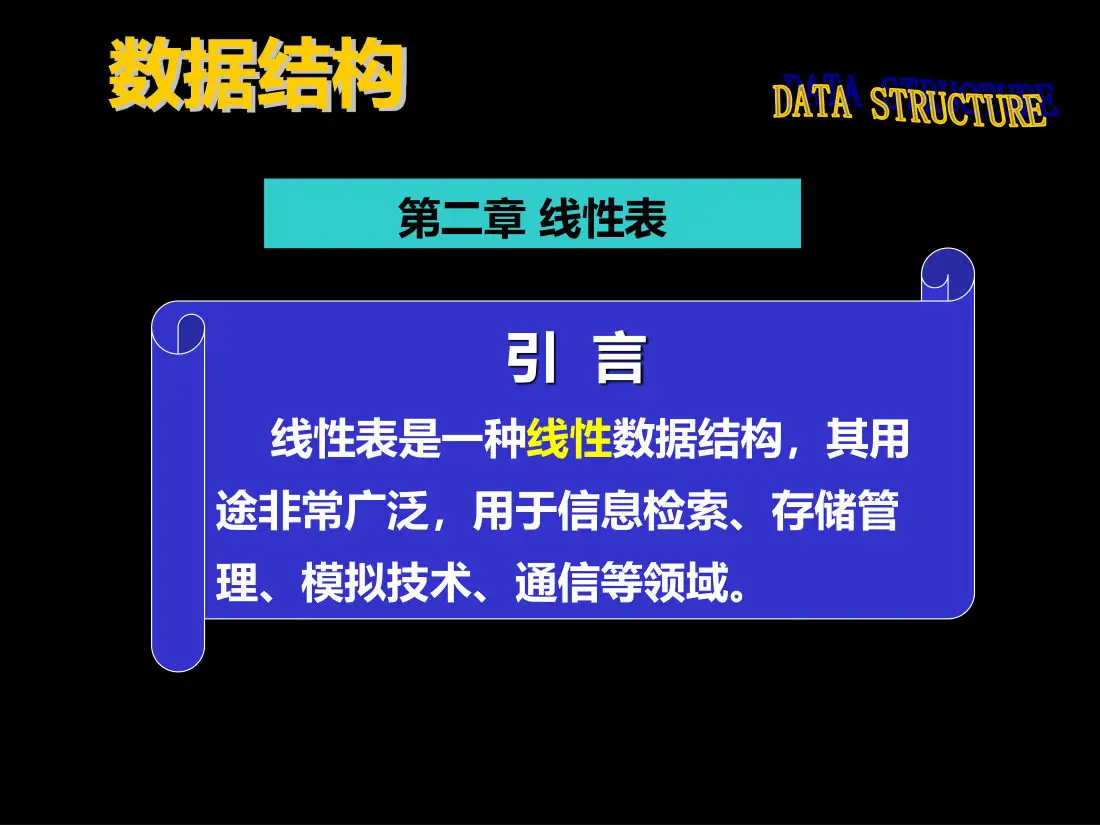 数据结构
DATA STRUCTURE
第二章 线性表
引 言
线性表是一种线性数据结构，其用
途非常广泛，用于信息检索、存储管
理、模拟技术、通信等领域。